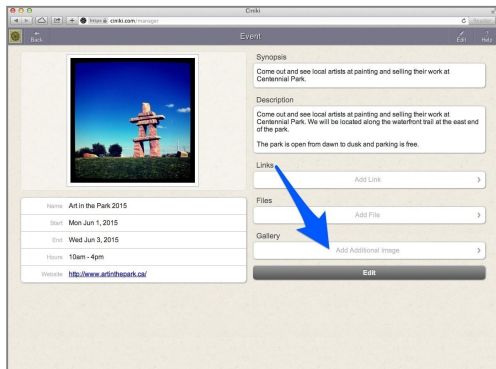 Ciniki
https ciniki.com/manager
Reader
Back
Event
Edit
Help
Synopsis
Come out and see local artists at painting and selling their work at
Centennial Park.
Description
Come out and see local artists at painting and selling their work at
Centennial Park. We will be located along the waterfront trail at the east end
of the park.
The park is open from dawn to dusk and parking is free.
Links
Add Link
Files
Add File
Gallery
Add Additional Image
Edit
Name Art in the Park 2015
Start Mon Jun 1, 2015
End Wed Jun 3, 2015
Hours 10am - 4pm
Website http://www.artinthepark.ca/